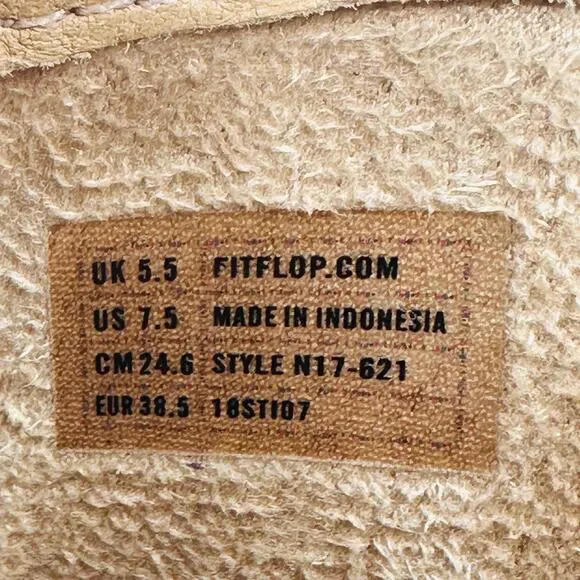 UK 5.5 FITFLOP.COM
US 7.5 MADE IN INDONESIA
CM 24.6 STYLE N17-621
EUR 38.5 18STI07